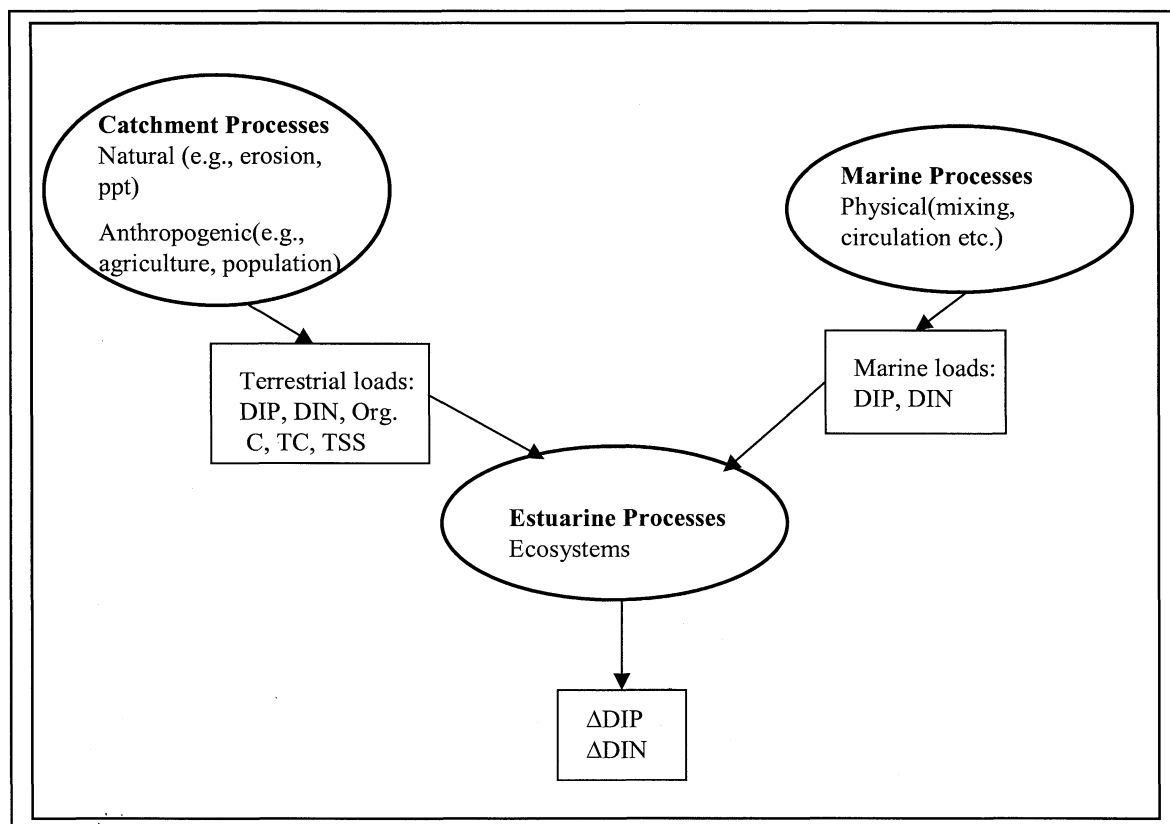 Catchment Processes
Natural (e.g., erosion,
ppt)
Anthropogenic(e.g.,
agriculture, population)
Marine Processes
Physical(mixing,
circulation etc.)
Terrestrial loads:
DIP, DIN, Org.
C, TC, TSS
Marine loads:
DIP, DIN
Estuarine Processes
Ecosystems
ΔDIP
ΔDIN